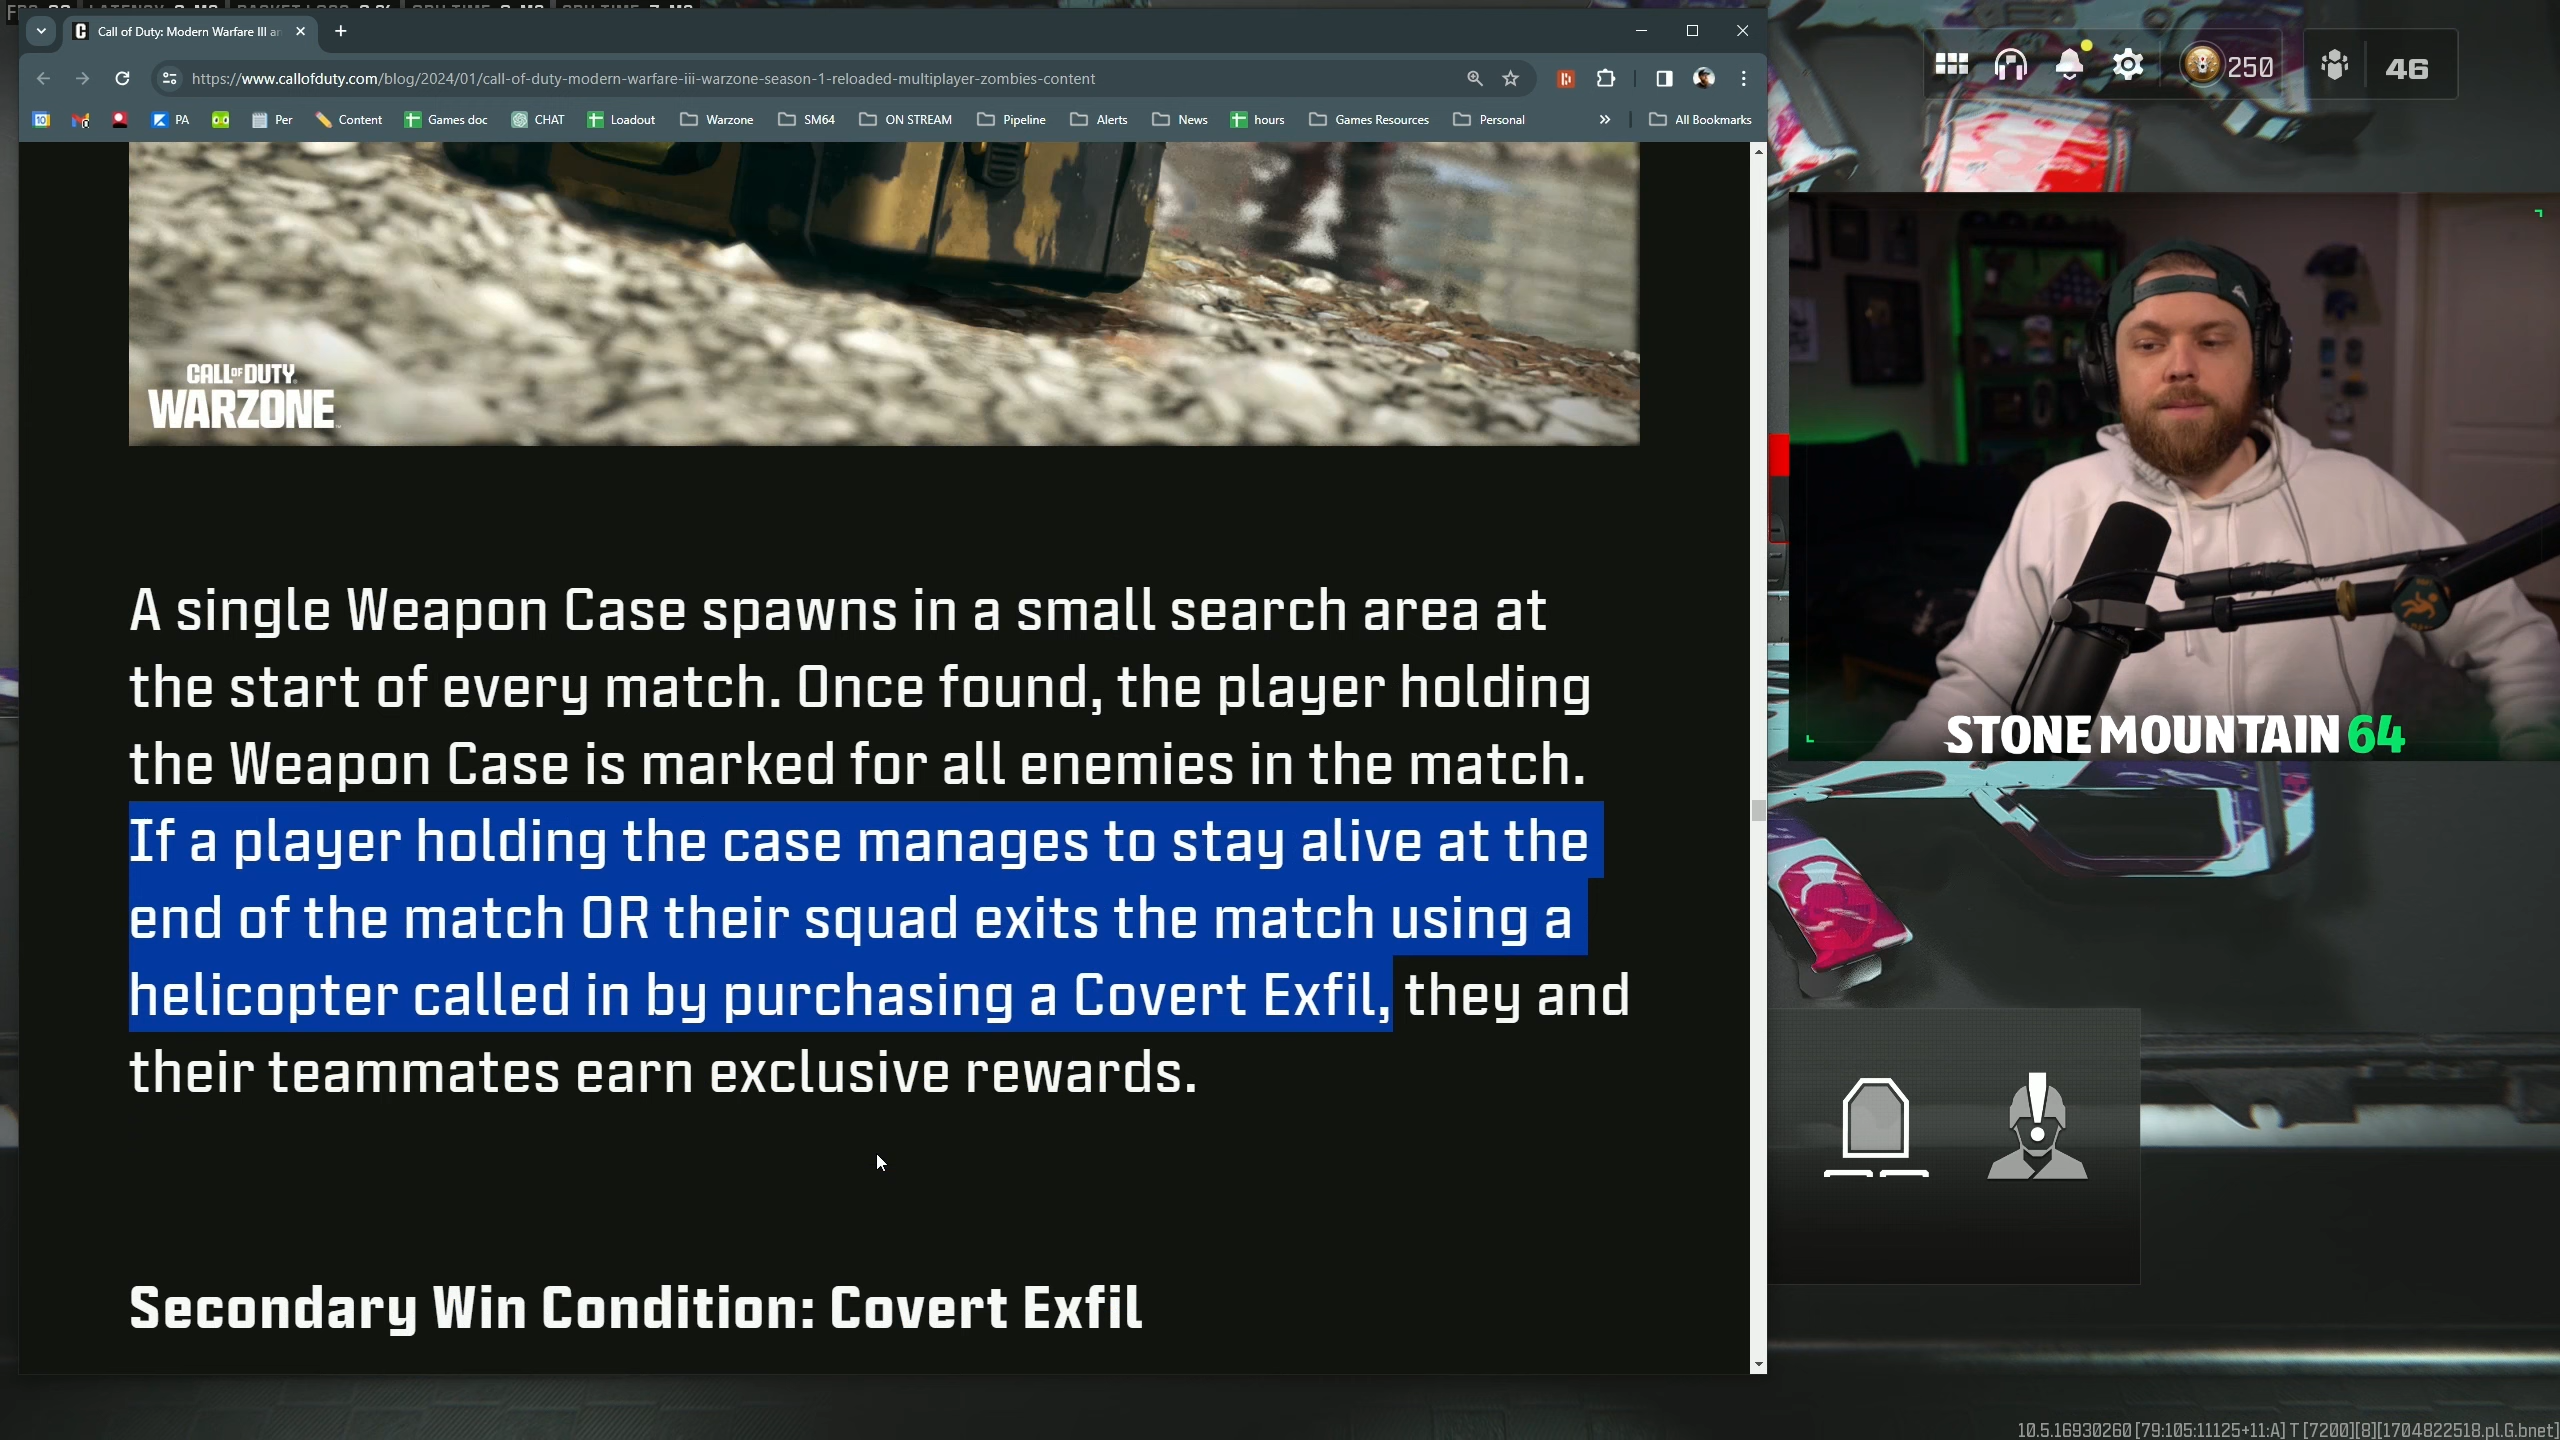 Call of Duty: Modern Warfare III an
https://www.callofduty.com/blog/2024/01/call-of-duty-modern-warfare-iii-warzone-season-1-reloaded-multiplayer-zombies-content
PA
Per
Content
Games doc
CHAT
Loadout
Warzone
SM64
ON STREAM
Pipeline
Alerts
News
hours
Games Resources
Personal
All Bookmarks
250
46
CALL OF DUTY
WARZONE
A single Weapon Case spawns in a small search area at
the start of every match. Once found, the player holding
the Weapon Case is marked for all enemies in the match.
If a player holding the case manages to stay alive at the
end of the match OR their squad exits the match using a
helicopter called in by purchasing a Covert Exfil, they and
their teammates earn exclusive rewards.
Secondary Win Condition: Covert Exfil
STONE MOUNTAIN 64
10.5.16930260 [79:105:11125+11:A] T [7200][8][1704822518.pl.G.bnet]